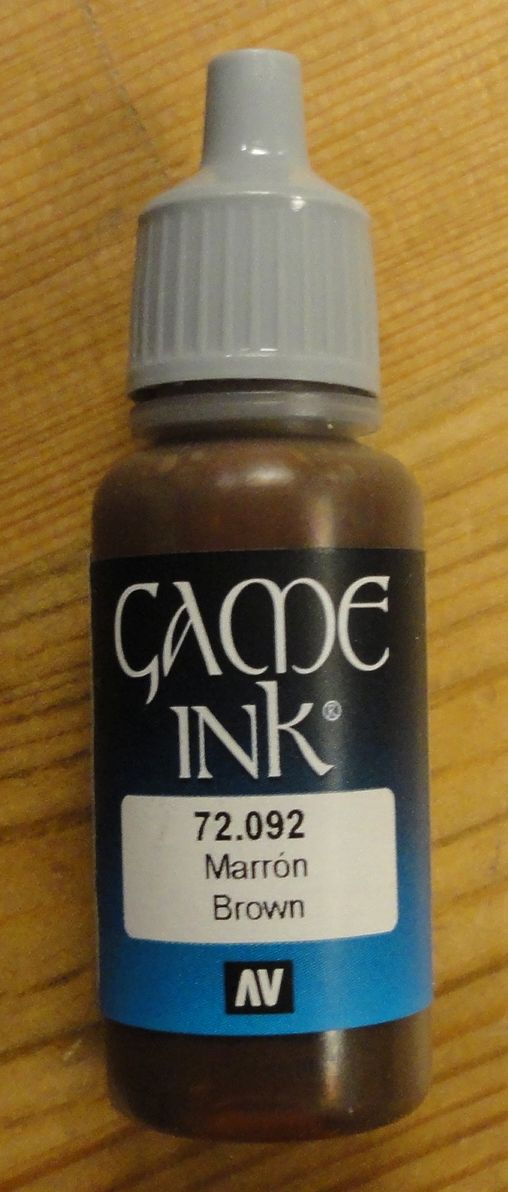 GAME
INK®
72.092
Marrón
Brown
AV